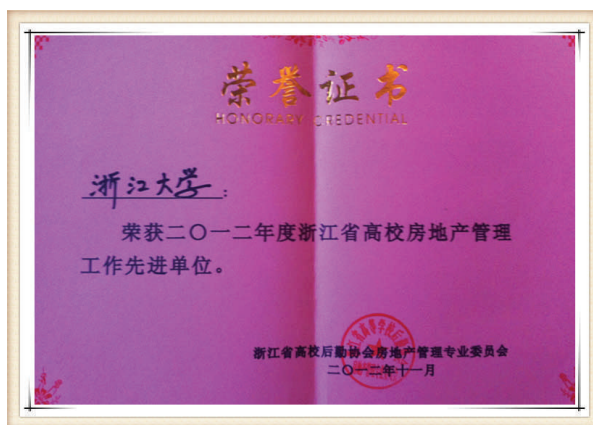 荣誉证书
HONORARY CREDENTIAL
浙江大学：
荣获二〇一二年度浙江省高校房地产管理
工作先进单位。
浙江省高校后勤协会房地产管理专业委员会
二〇一二年十一月